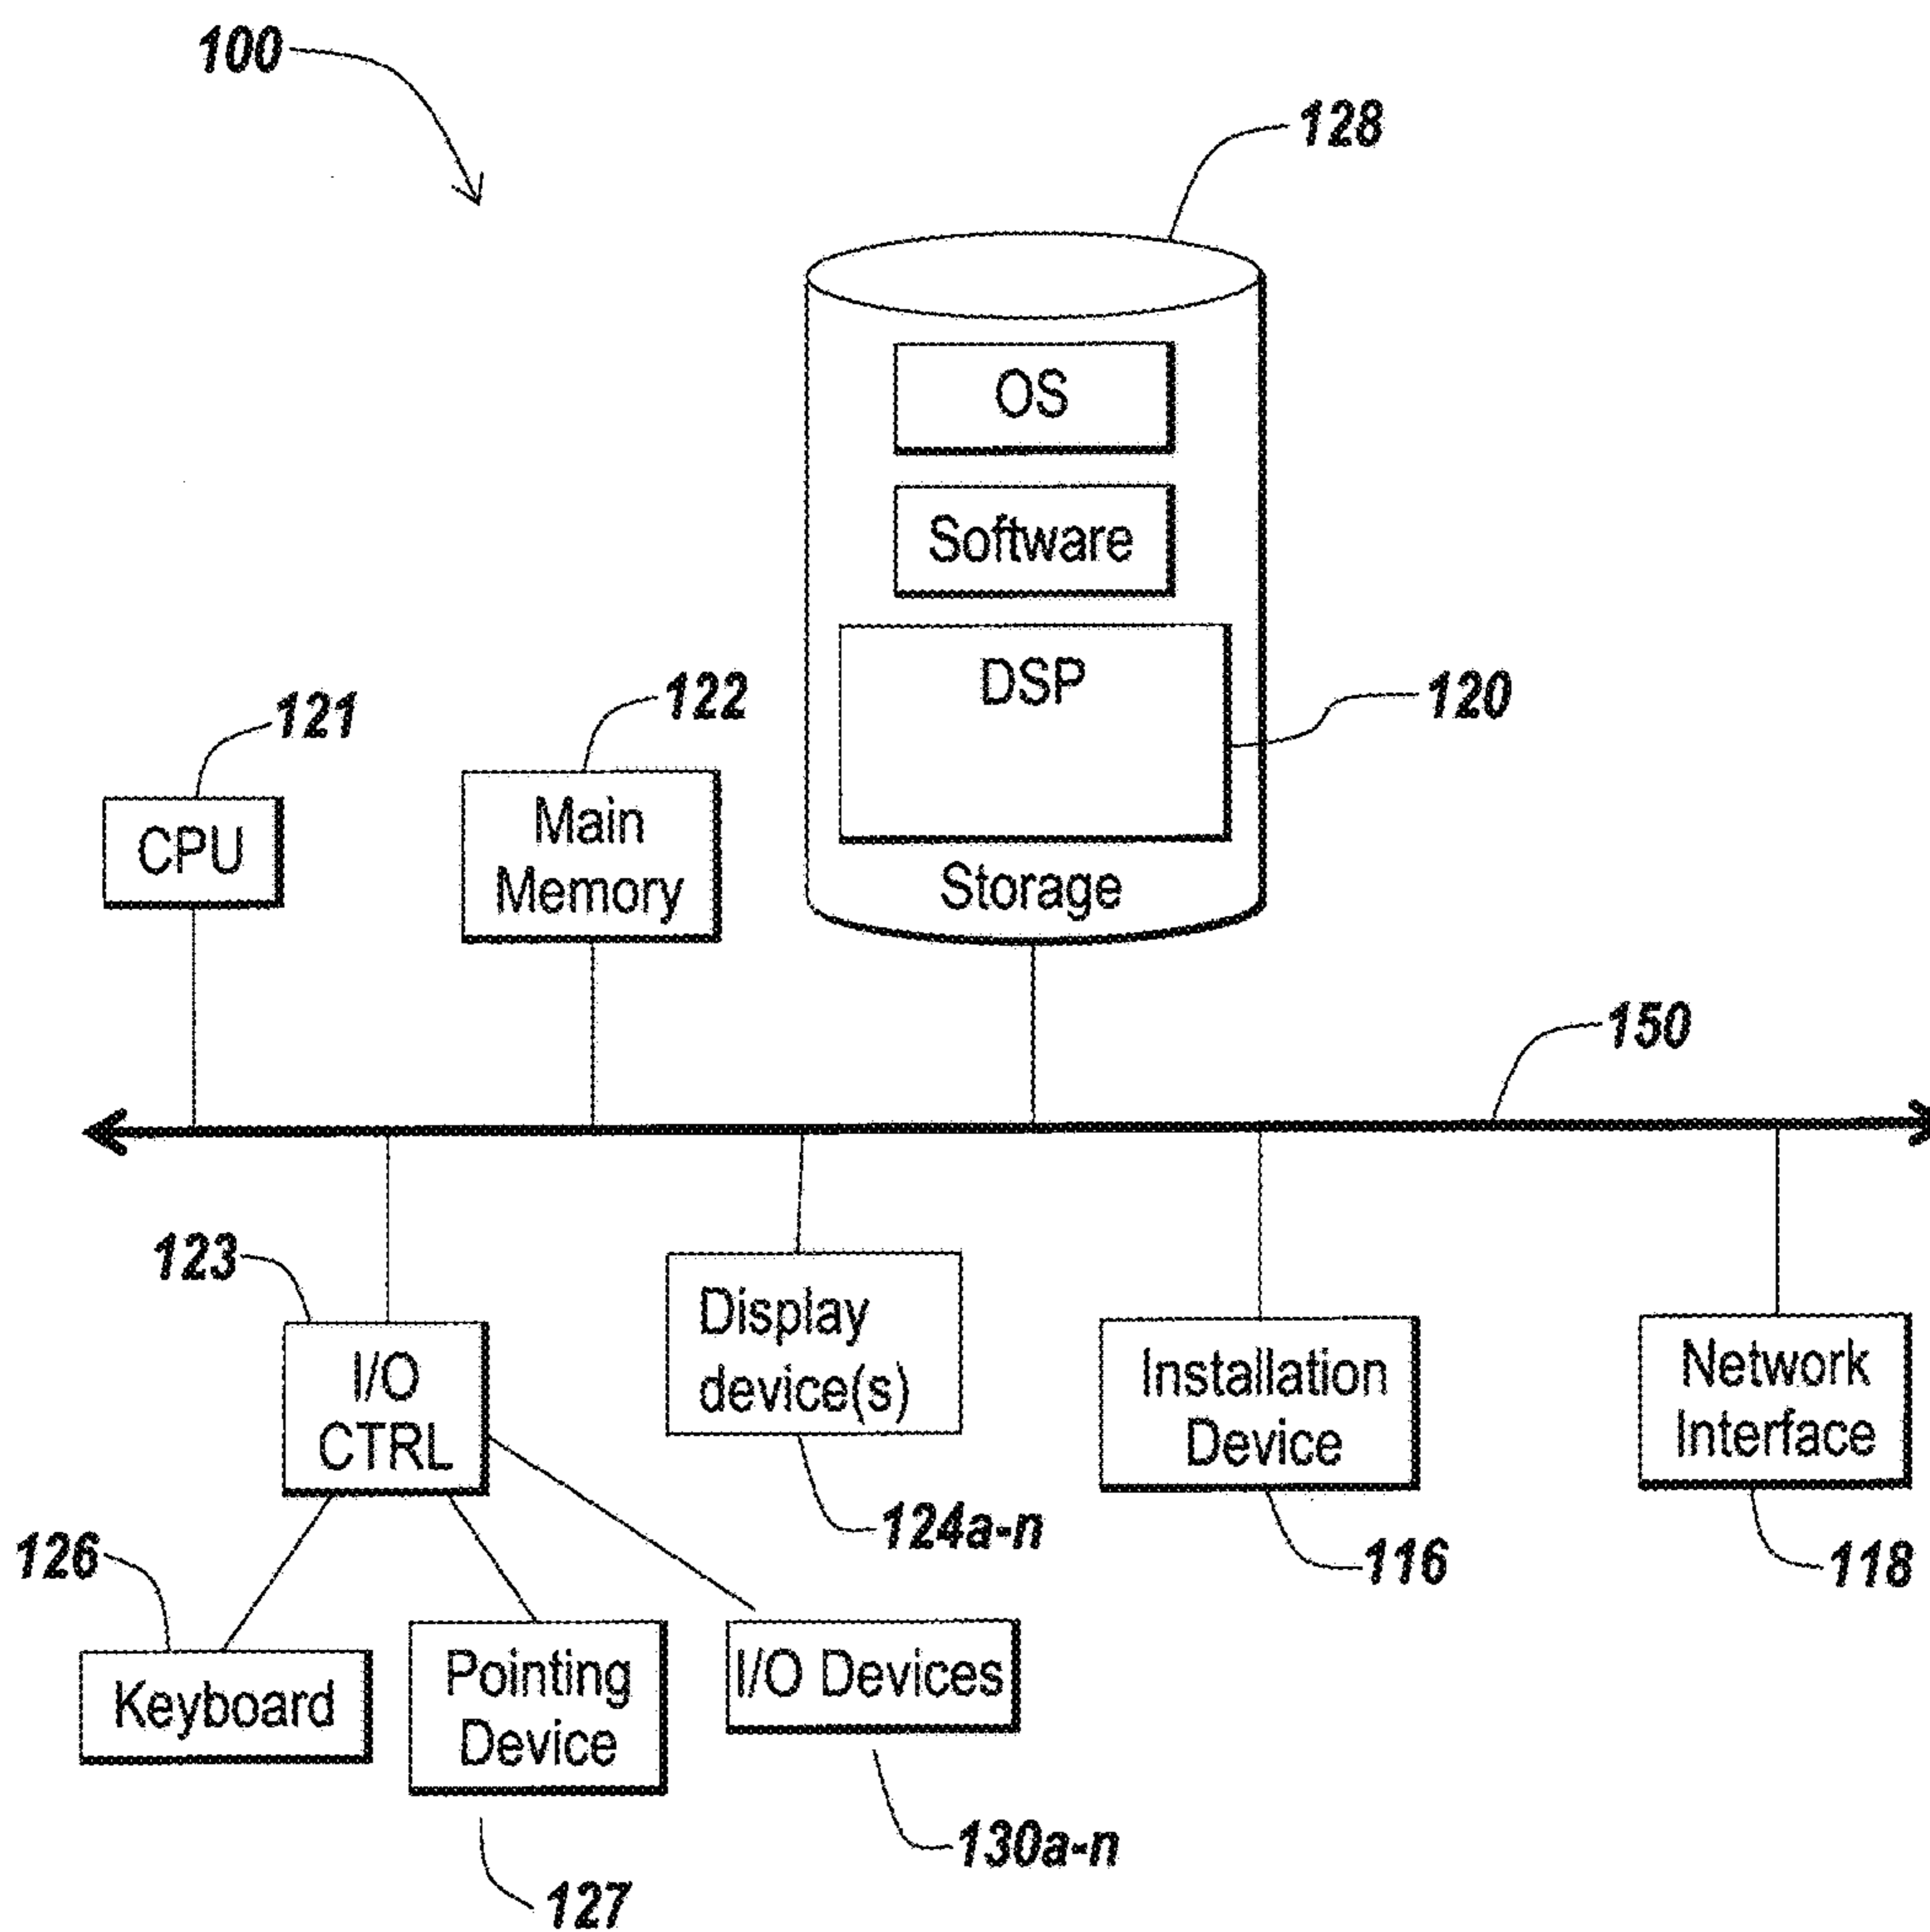 100
128
OS
Software
DSP
120
Storage
121
CPU
122
Main
Memory
150
123
I/O
CTRL
Display
device(s)
124a-n
Installation
Device
116
Network
Interface
118
126
Keyboard
Pointing
Device
127
I/O Devices
130a-n